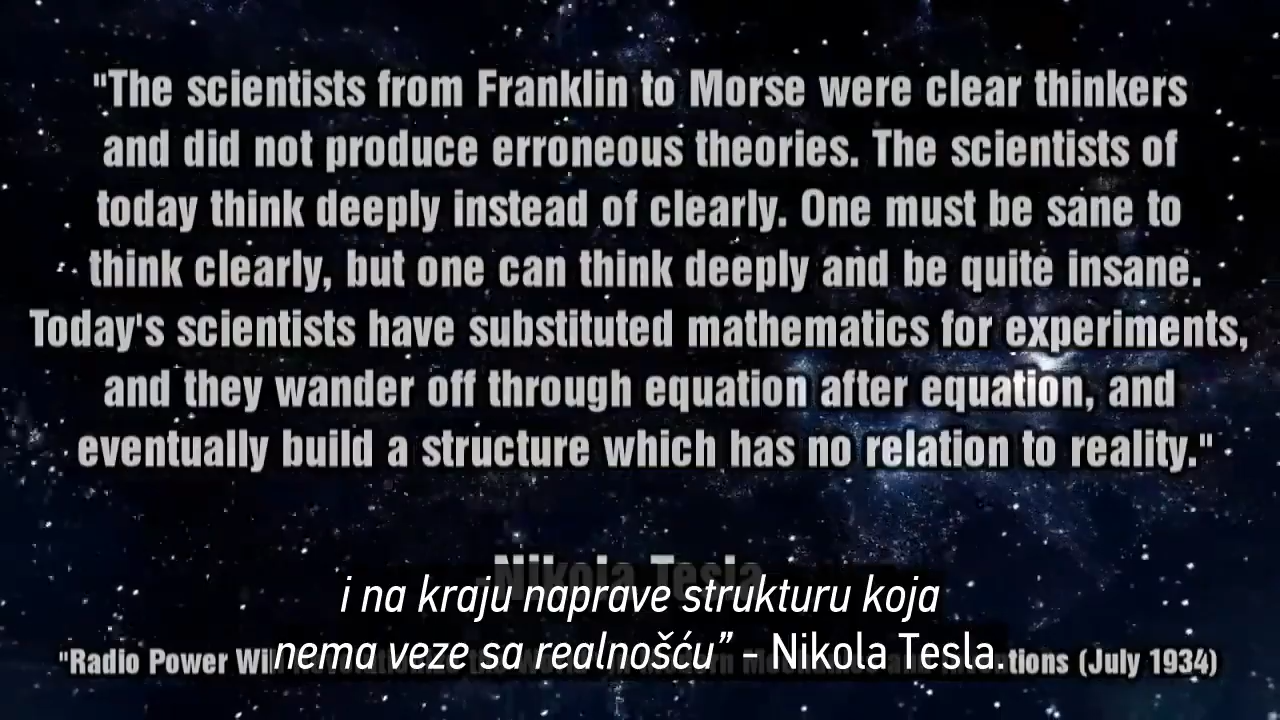 "The scientists from Franklin to Morse were clear thinkers
and did not produce erroneous theories. The scientists of
today think deeply instead of clearly. One must be sane to
think clearly, but one can think deeply and be quite insane.
Today's scientists have substituted mathematics for experiments,
and they wander off through equation after equation, and
eventually build a structure which has no relation to reality."
-Nikola Tesla
i na kraju naprave strukturu koja
nema veze sa realnošću” - Nikola Tesla.
"Radio Power (July 1934)